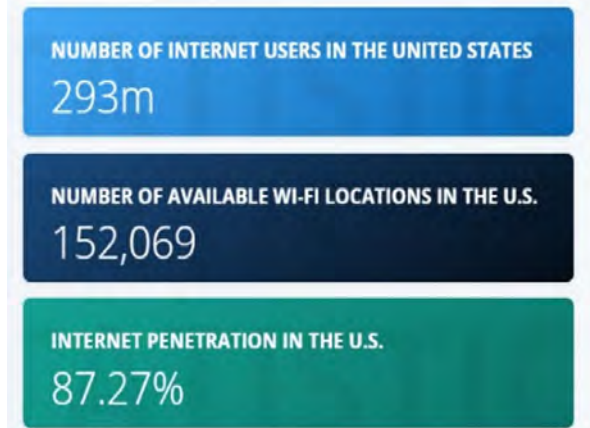 NUMBER OF INTERNET USERS IN THE UNITED STATES
293m
NUMBER OF AVAILABLE WI-FI LOCATIONS IN THE U.S.
152,069
INTERNET PENETRATION IN THE U.S.
87.27%